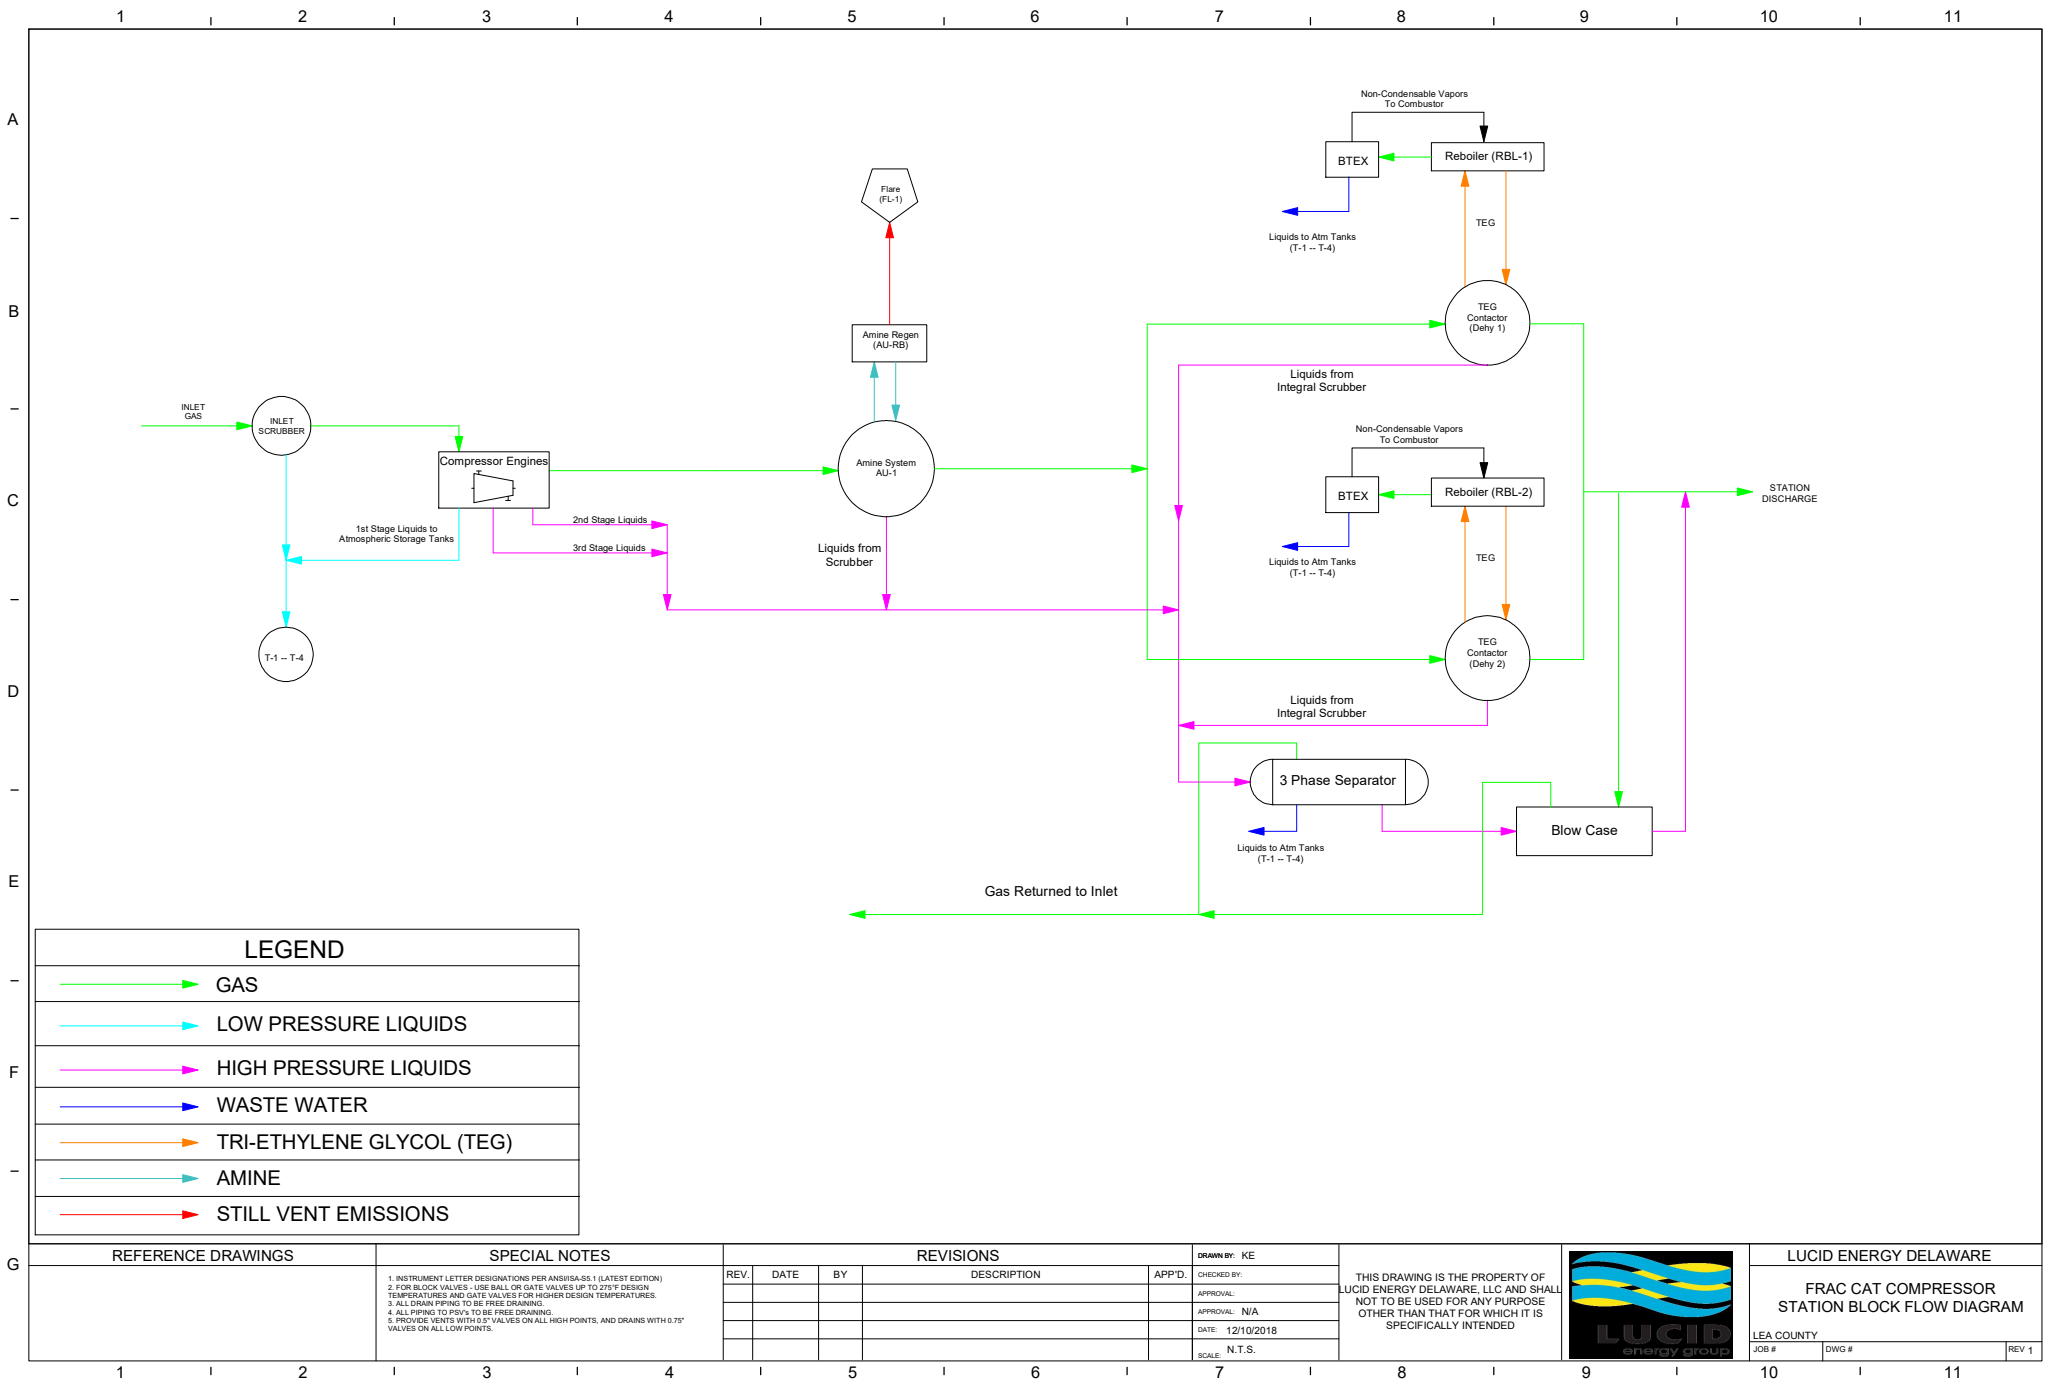 1 2 3 4 5 6 7 8 9 10 11
A
B
C
D
E
F
G
Non-Condensable Vapors
To Combustor
BTEX
Reboiler (RBL-1)
TEG
Liquids to Atm Tanks
(T-1 -- T-4)
Flare
(FL-1)
TEG
Contactor
(Dehy 1)
Amine Regen
(AU-RB)
Liquids from
Integral Scrubber
INLET
GAS
INLET
SCRUBBER
Compressor Engines
Amine System
AU-1
Non-Condensable Vapors
To Combustor
BTEX
Reboiler (RBL-2)
STATION
DISCHARGE
1st Stage Liquids to
Atmospheric Storage Tanks
2nd Stage Liquids
3rd Stage Liquids
Liquids from
Scrubber
TEG
Liquids to Atm Tanks
(T-1 -- T-4)
T-1 -- T-4
TEG
Contactor
(Dehy 2)
Liquids from
Integral Scrubber
3 Phase Separator
Blow Case
Liquids to Atm Tanks
(T-1 -- T-4)
Gas Returned to Inlet
LEGEND
GAS
LOW PRESSURE LIQUIDS
HIGH PRESSURE LIQUIDS
WASTE WATER
TRI-ETHYLENE GLYCOL (TEG)
AMINE
STILL VENT EMISSIONS
REFERENCE DRAWINGS
SPECIAL NOTES
1. INSTRUMENT LETTER DESIGNATIONS PER ANSI/ISA-S5.1 (LATEST EDITION)
2. FOR BLOCK VALVES - USE BALL OR GATE VALVES UP TO 275°F DESIGN
TEMPERATURES AND GATE VALVES FOR HIGHER DESIGN TEMPERATURES.
3. ALL DRAIN PIPING TO BE FREE DRAINING.
4. ALL PIPING TO PSV's TO BE FREE DRAINING.
5. PROVIDE VENTS WITH 0.5" VALVES ON ALL HIGH POINTS, AND DRAINS WITH 0.75"
VALVES ON ALL LOW POINTS.
REVISIONS
REV. DATE BY DESCRIPTION APP'D.
DRAWN BY: KE
CHECKED BY:
APPROVAL:
APPROVAL: N/A
DATE: 12/10/2018
SCALE: N.T.S.
THIS DRAWING IS THE PROPERTY OF
LUCID ENERGY DELAWARE, LLC AND SHALL
NOT TO BE USED FOR ANY PURPOSE
OTHER THAN THAT FOR WHICH IT IS
SPECIFICALLY INTENDED
LUCID
energy group
LUCID ENERGY DELAWARE
FRAC CAT COMPRESSOR
STATION BLOCK FLOW DIAGRAM
LEA COUNTY
JOB # DWG # REV 1
1 2 3 4 5 6 7 8 9 10 11